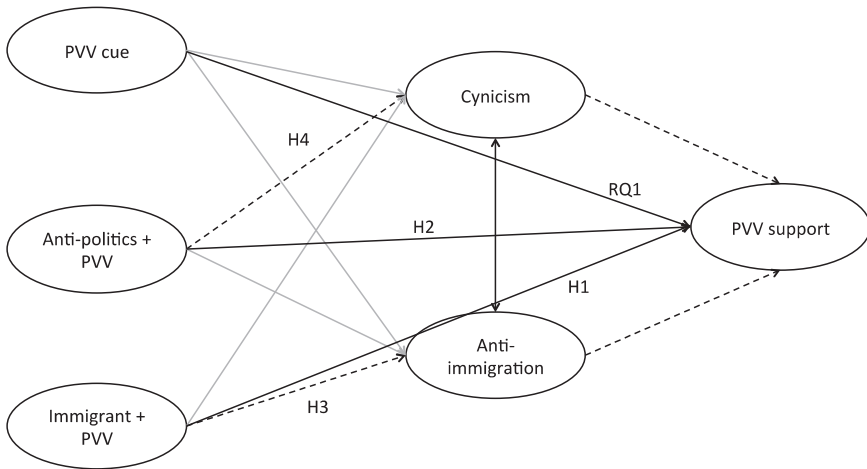 PVV cue
Cynicism
H4
RQ1
Anti-politics +
PVV
H2
PVV support
H1
Anti-
immigration
Immigrant +
PVV
H3